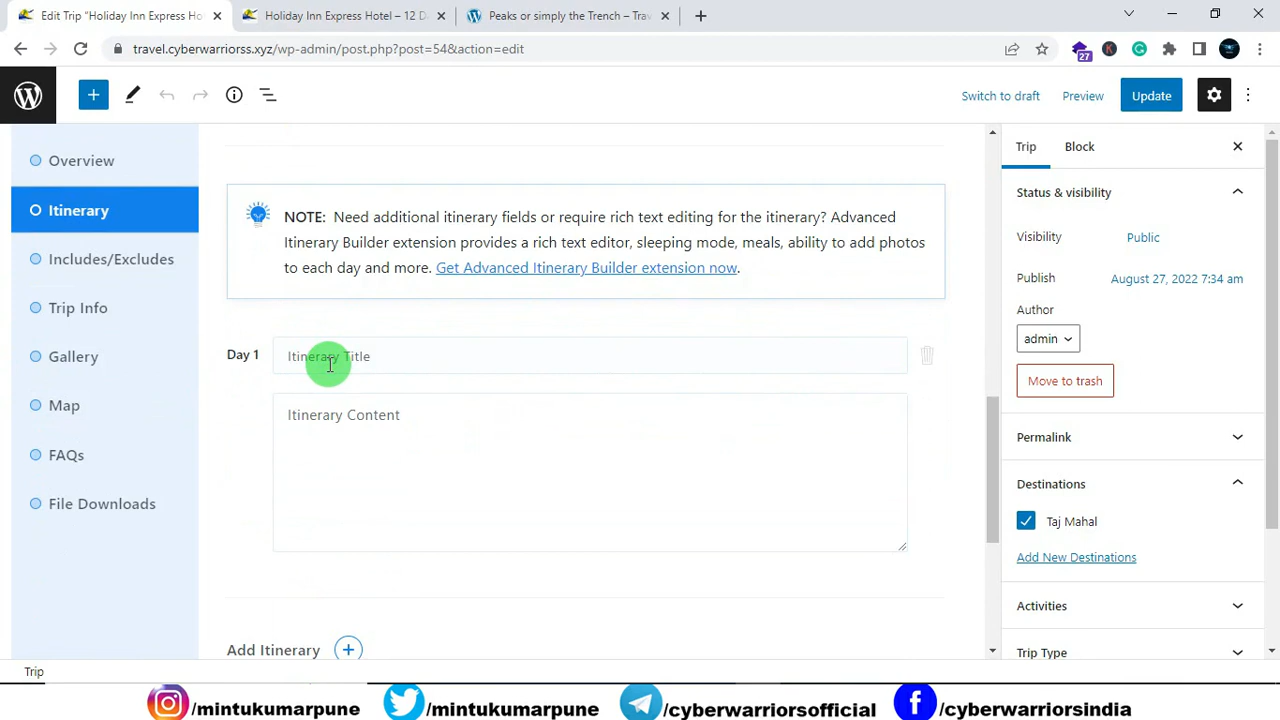 Edit Trip "Holiday Inn Express Ho
Holiday Inn Express Hotel – 12 D
Peaks or simply the Trench – Trav
travel.cyberwarriorss.xyz/wp-admin/post.php?post=54&action=edit
27
K
Switch to draft
Preview
Update
Overview
Itinerary
Includes/Excludes
Trip Info
Gallery
Map
FAQs
File Downloads
NOTE: Need additional itinerary fields or require rich text editing for the itinerary? Advanced
Itinerary Builder extension provides a rich text editor, sleeping mode, meals, ability to add photos
to each day and more. Get Advanced Itinerary Builder extension now.
Day 1
Itinerary Title
Itinerary Content
Add Itinerary
Trip
Block
Status & visibility
Visibility
Public
Publish
August 27, 2022 7:34 am
Author
admin
Move to trash
Permalink
Destinations
Taj Mahal
Add New Destinations
Activities
Trip Type
Trip
/mintukumarpune
/mintukumarpune
/cyberwarriorsofficial
/cyberwarriorsindia